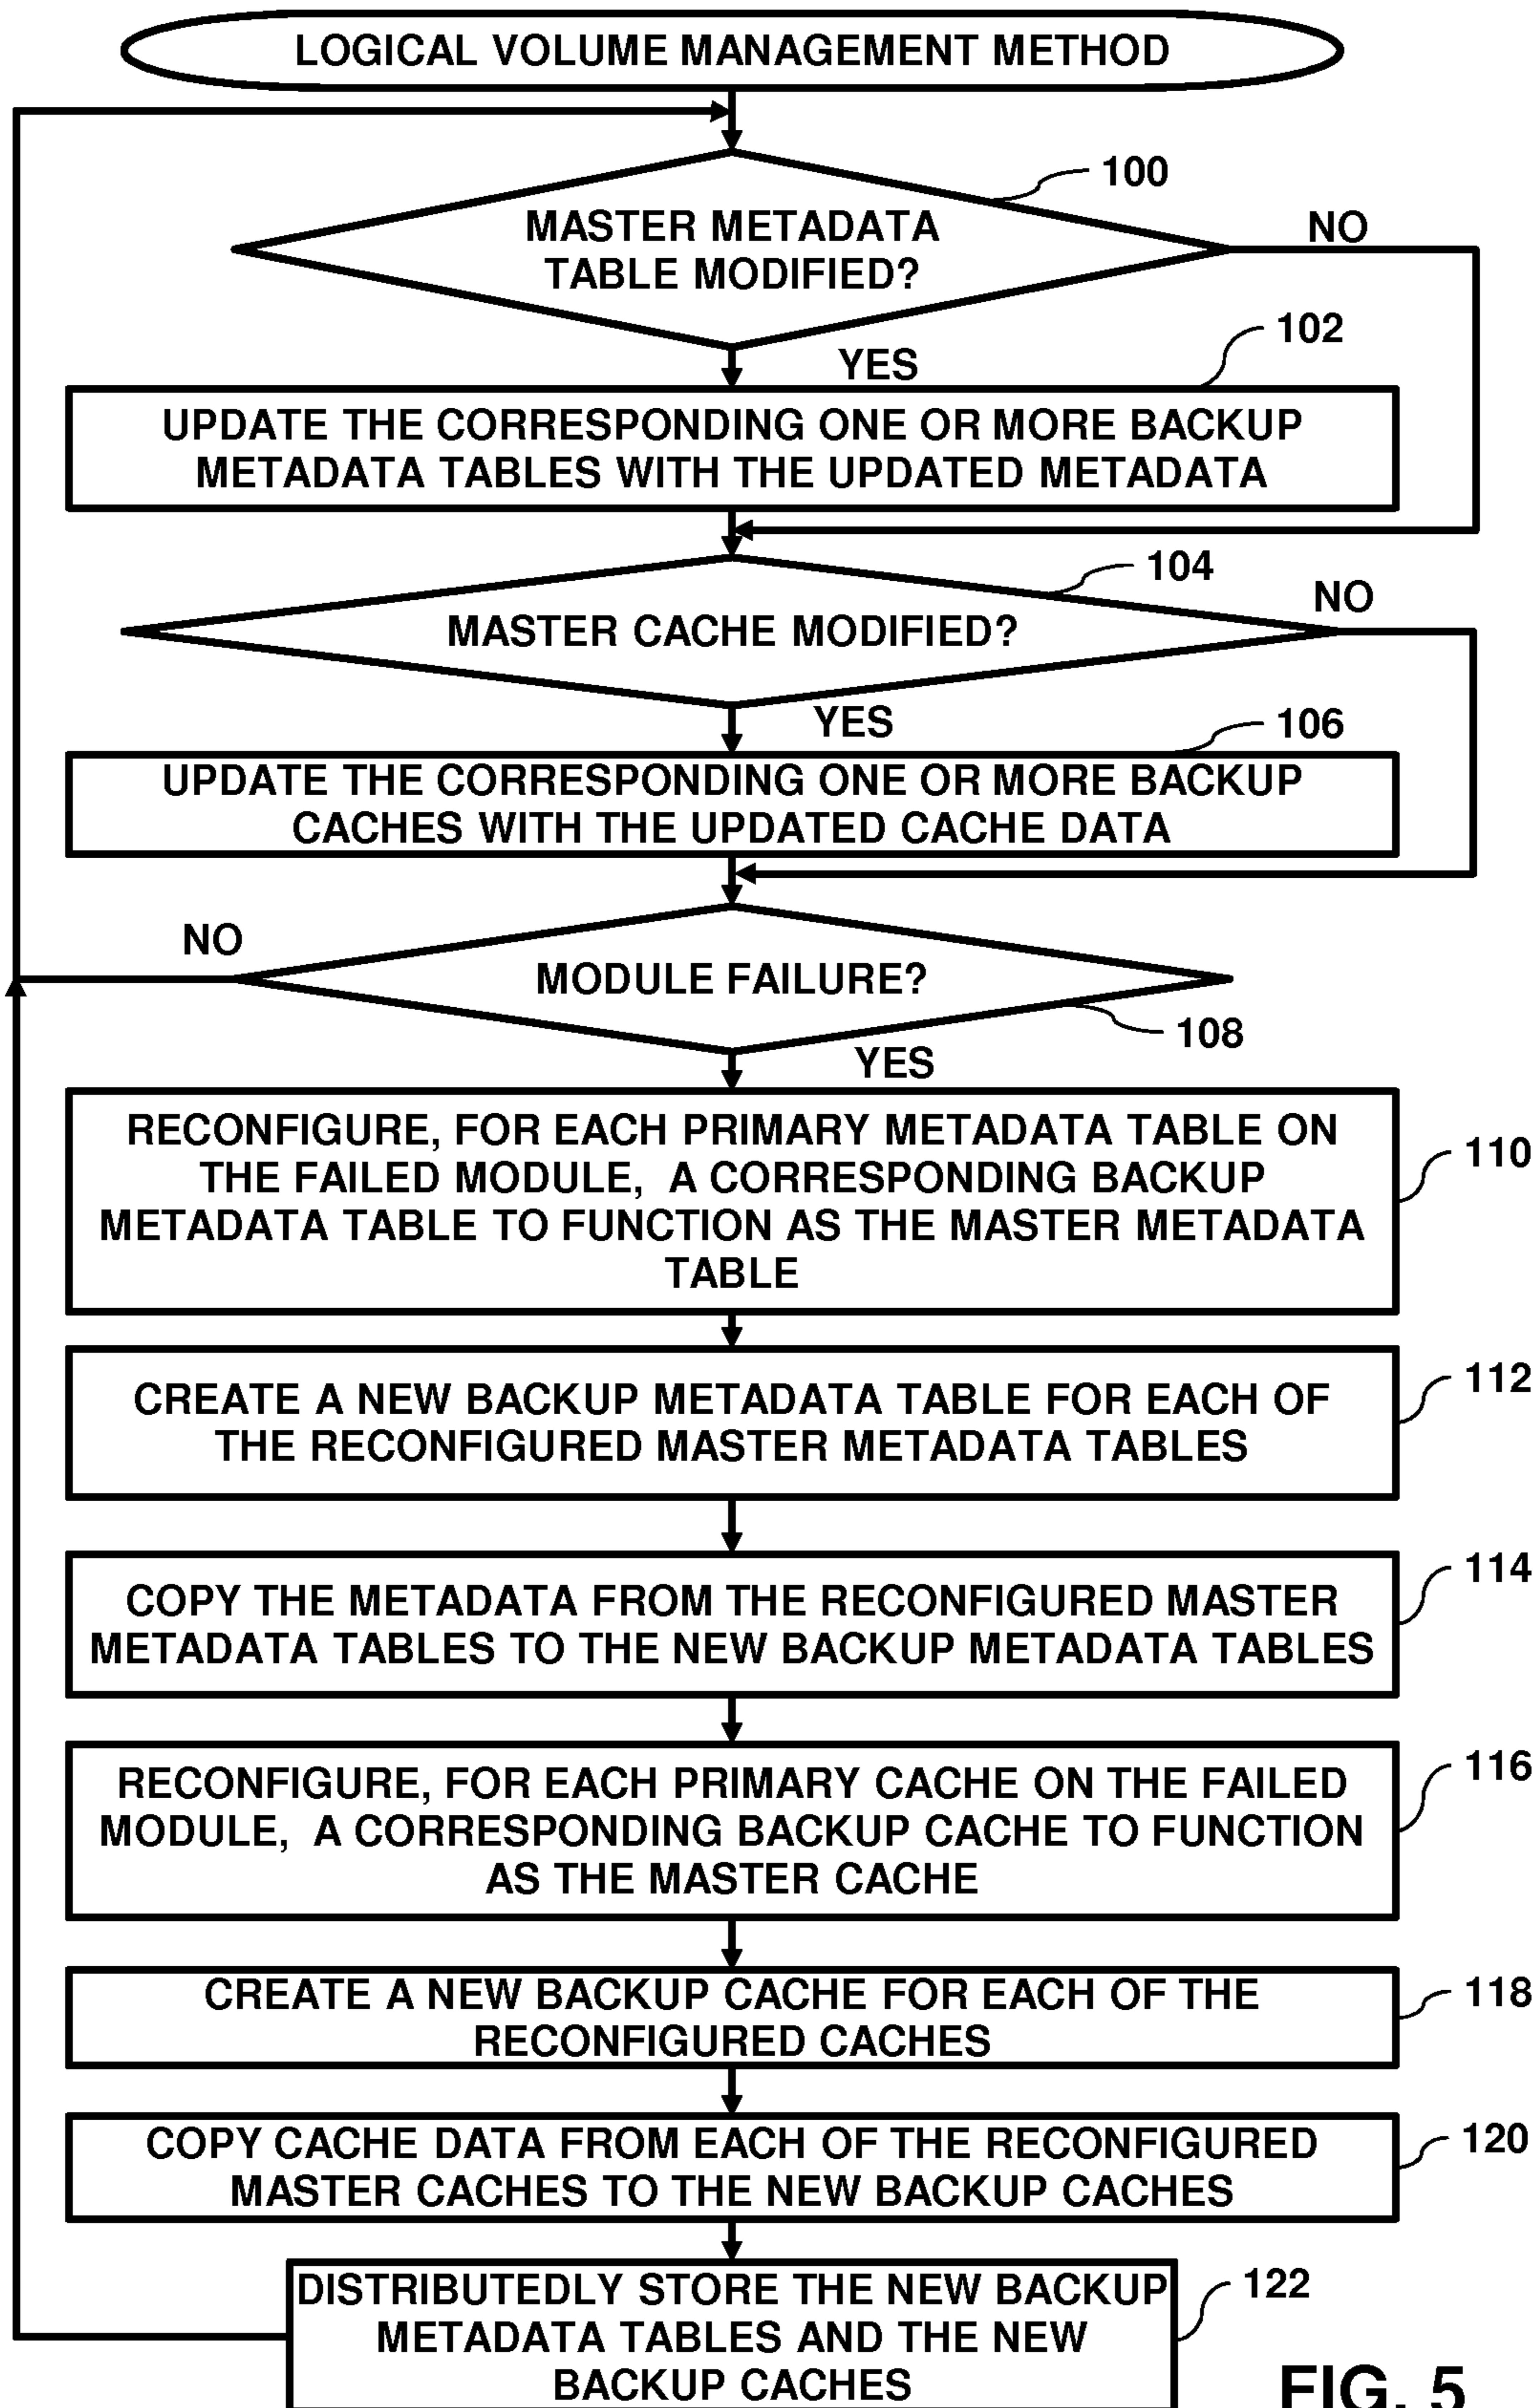 LOGICAL VOLUME MANAGEMENT METHOD
100
MASTER METADATA
TABLE MODIFIED?
NO
YES
102
UPDATE THE CORRESPONDING ONE OR MORE BACKUP
METADATA TABLES WITH THE UPDATED METADATA
104
MASTER CACHE MODIFIED?
NO
YES
106
UPDATE THE CORRESPONDING ONE OR MORE BACKUP
CACHES WITH THE UPDATED CACHE DATA
NO
MODULE FAILURE?
108
YES
RECONFIGURE, FOR EACH PRIMARY METADATA TABLE ON
THE FAILED MODULE, A CORRESPONDING BACKUP
METADATA TABLE TO FUNCTION AS THE MASTER METADATA
TABLE
110
CREATE A NEW BACKUP METADATA TABLE FOR EACH OF
THE RECONFIGURED MASTER METADATA TABLES
112
COPY THE METADATA FROM THE RECONFIGURED MASTER
METADATA TABLES TO THE NEW BACKUP METADATA TABLES
114
RECONFIGURE, FOR EACH PRIMARY CACHE ON THE FAILED
MODULE, A CORRESPONDING BACKUP CACHE TO FUNCTION
AS THE MASTER CACHE
116
CREATE A NEW BACKUP CACHE FOR EACH OF THE
RECONFIGURED CACHES
118
COPY CACHE DATA FROM EACH OF THE RECONFIGURED
MASTER CACHES TO THE NEW BACKUP CACHES
120
DISTRIBUTEDLY STORE THE NEW BACKUP
METADATA TABLES AND THE NEW
BACKUP CACHES
122
FIG. 5